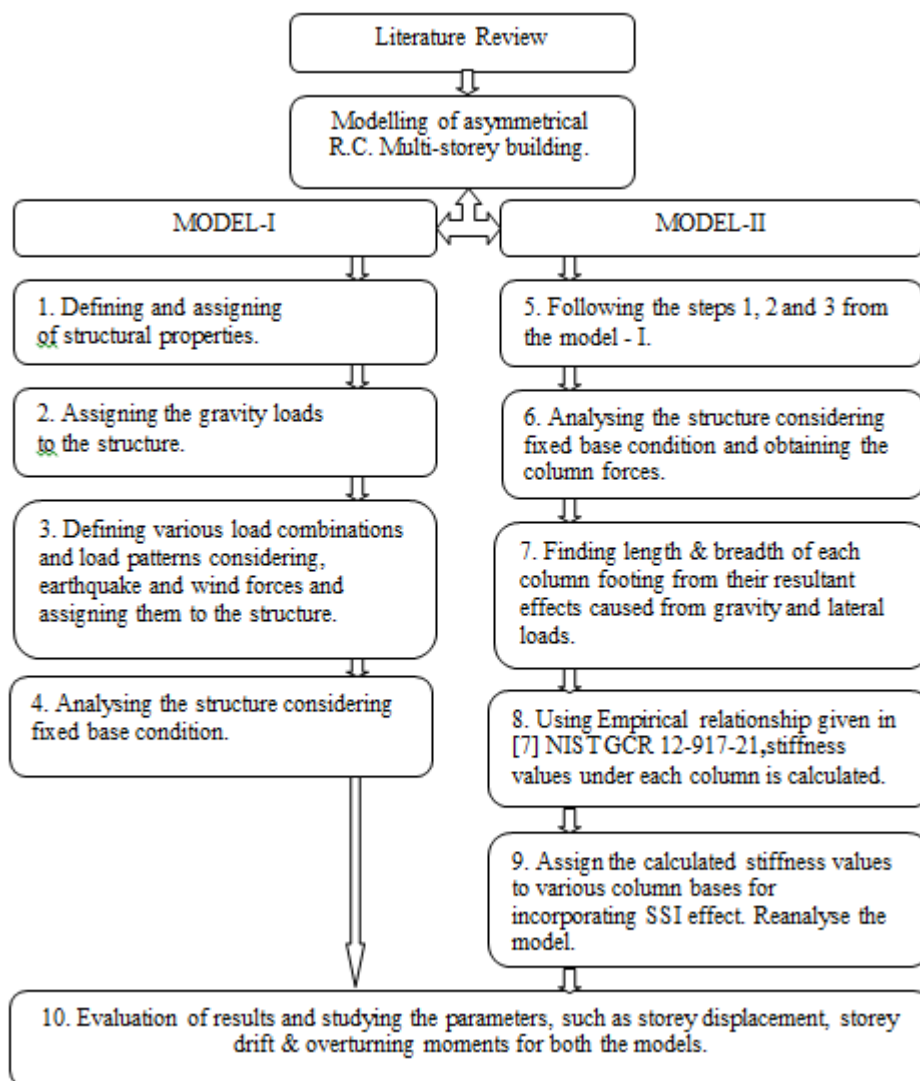 Literature Review
Modelling of asymmetrical
R.C. Multi-storey building.
MODEL-I
1. Defining and assigning
of structural properties.
2. Assigning the gravity loads
to the structure.
3. Defining various load combinations
and load patterns considering,
earthquake and wind forces and
assigning them to the structure.
4. Analysing the structure considering
fixed base condition.
MODEL-II
5. Following the steps 1, 2 and 3 from
the model - I.
6. Analysing the structure considering
fixed base condition and obtaining the
column forces.
7. Finding length & breadth of each
column footing from their resultant
effects caused from gravity and lateral
loads.
8. Using Empirical relationship given in
[7] NIST GCR 12-917-21,stiffness
values under each column is calculated.
9. Assign the calculated stiffness values
to various column bases for
incorporating SSI effect. Reanalyse the
model.
10. Evaluation of results and studying the parameters, such as storey displacement, storey
drift & overturning moments for both the models.